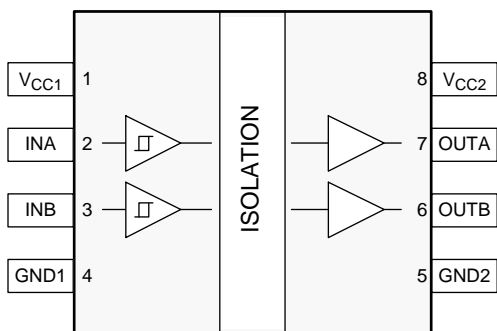 VCC1 1 8 VCC2
INA 2 7 OUTA
INB 3 6 OUTB
GND1 4 5 GND2
ISOLATION